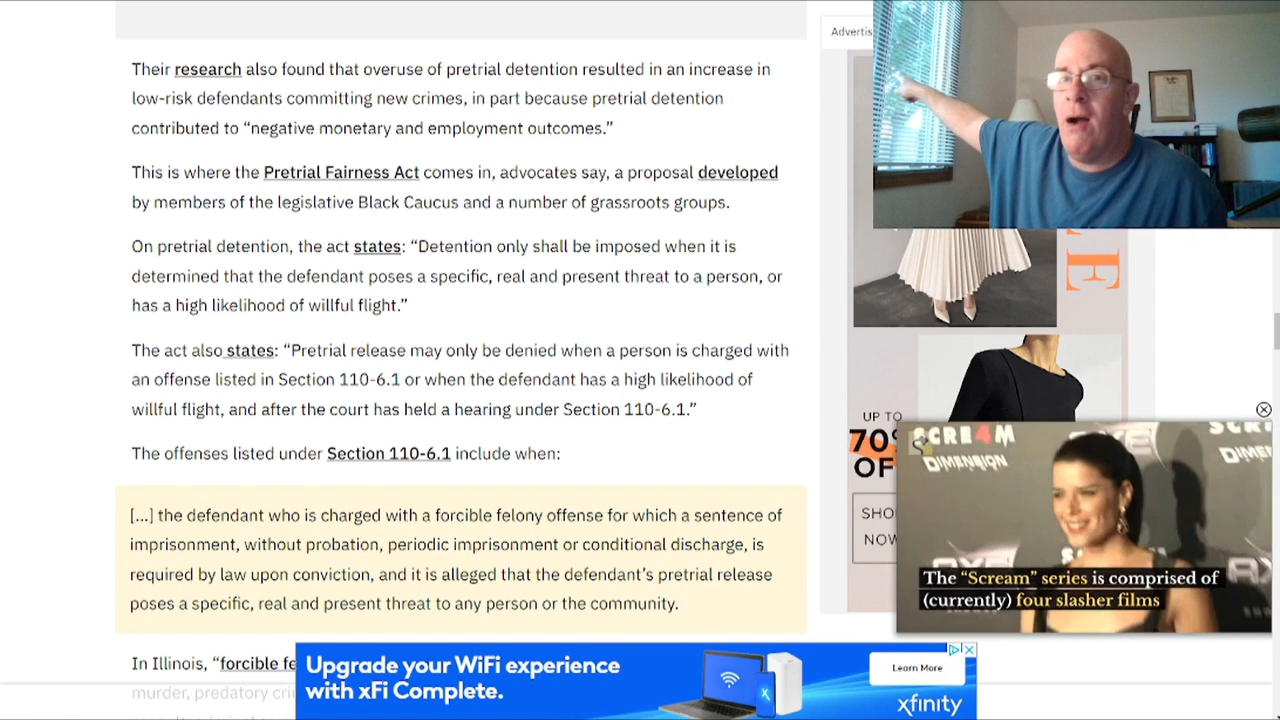 Advertis
Their research also found that overuse of pretrial detention resulted in an increase in
low-risk defendants committing new crimes, in part because pretrial detention
contributed to “negative monetary and employment outcomes.”
This is where the Pretrial Fairness Act comes in, advocates say, a proposal developed
by members of the legislative Black Caucus and a number of grassroots groups.
On pretrial detention, the act states: “Detention only shall be imposed when it is
determined that the defendant poses a specific, real and present threat to a person, or
has a high likelihood of willful flight.”
The act also states: “Pretrial release may only be denied when a person is charged with
an offense listed in Section 110-6.1 or when the defendant has a high likelihood of
willful flight, and after the court has held a hearing under Section 110-6.1.”
The offenses listed under Section 110-6.1 include when:
[...] the defendant who is charged with a forcible felony offense for which a sentence of
imprisonment, without probation, periodic imprisonment or conditional discharge, is
required by law upon conviction, and it is alleged that the defendant’s pretrial release
poses a specific, real and present threat to any person or the community.
In Illinois, “forcible fe
murder, predatory cri
E
UP TO
70%
OF
SHO
NOW
SCRE4M
DIMENSION
SCR
DIME
The “Scream” series is comprised of
(currently) four slasher films
Upgrade your WiFi experience
with xFi Complete.
Learn More
xfinity